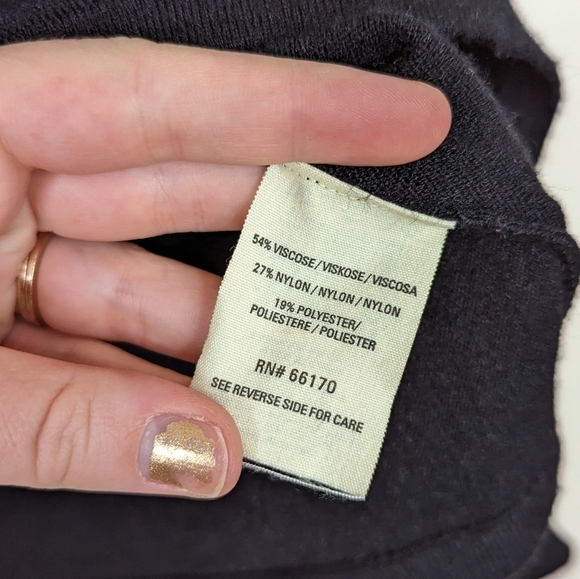 54% VISCOSE/VISKOSE/VISCOSA
27% NYLON/NYLON/NYLON
19% POLYESTER/
POLIESTERE/POLIESTER
RN# 66170
SEE REVERSE SIDE FOR CARE